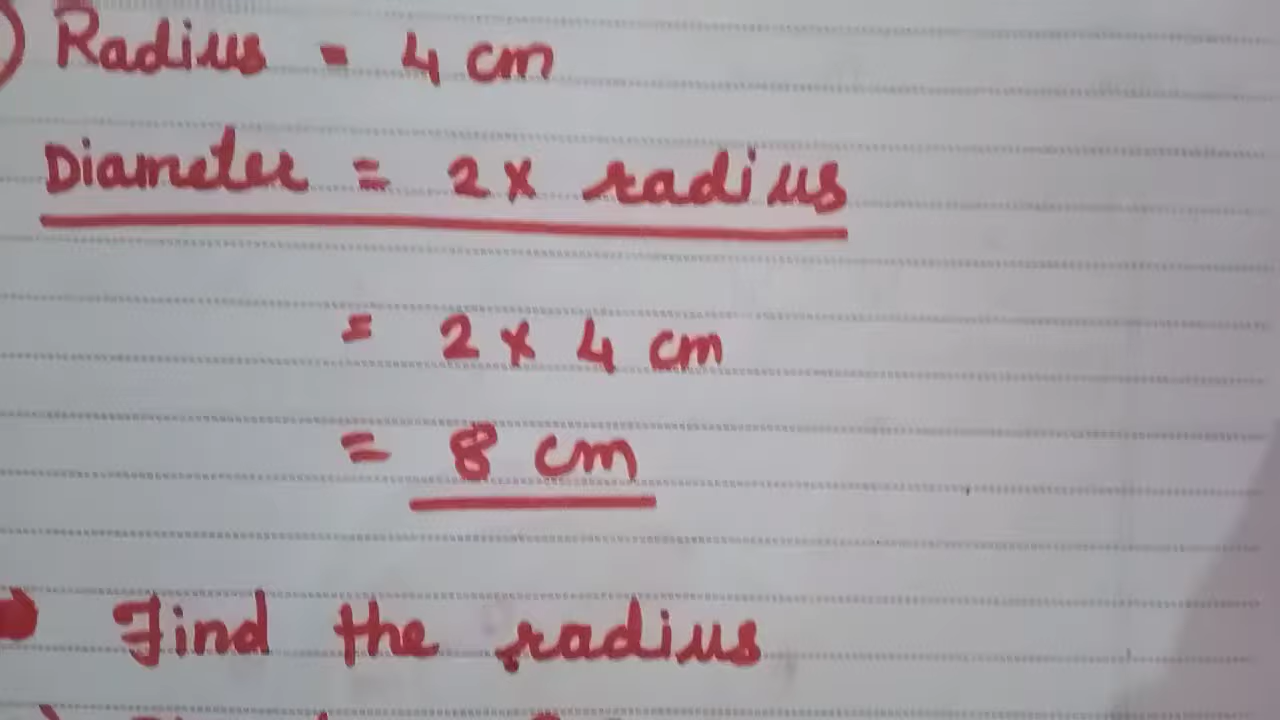 ) Radius = 4 cm
Diameter = 2 x radius
= 2 x 4 cm
= 8 cm
Find the radius